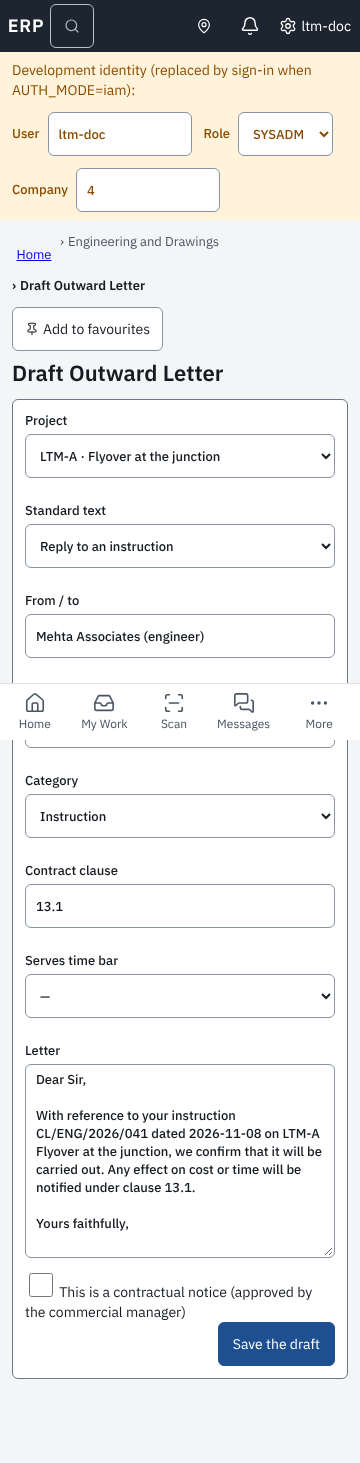 ERP
ltm-doc
Development identity (replaced by sign-in when
AUTH_MODE=iam):
User
ltm-doc
Role
SYSADM
Company
4
Home
› Engineering and Drawings
› Draft Outward Letter
Add to favourites
Draft Outward Letter
Project
LTM-A · Flyover at the junction
Standard text
Reply to an instruction
From / to
Mehta Associates (engineer)
Home
My Work
Scan
Messages
More
Category
Instruction
Contract clause
13.1
Serves time bar
—
Letter
Dear Sir,
With reference to your instruction
CL/ENG/2026/041 dated 2026-11-08 on LTM-A
Flyover at the junction, we confirm that it will be
carried out. Any effect on cost or time will be
notified under clause 13.1.
Yours faithfully,
This is a contractual notice (approved by
the commercial manager)
Save the draft